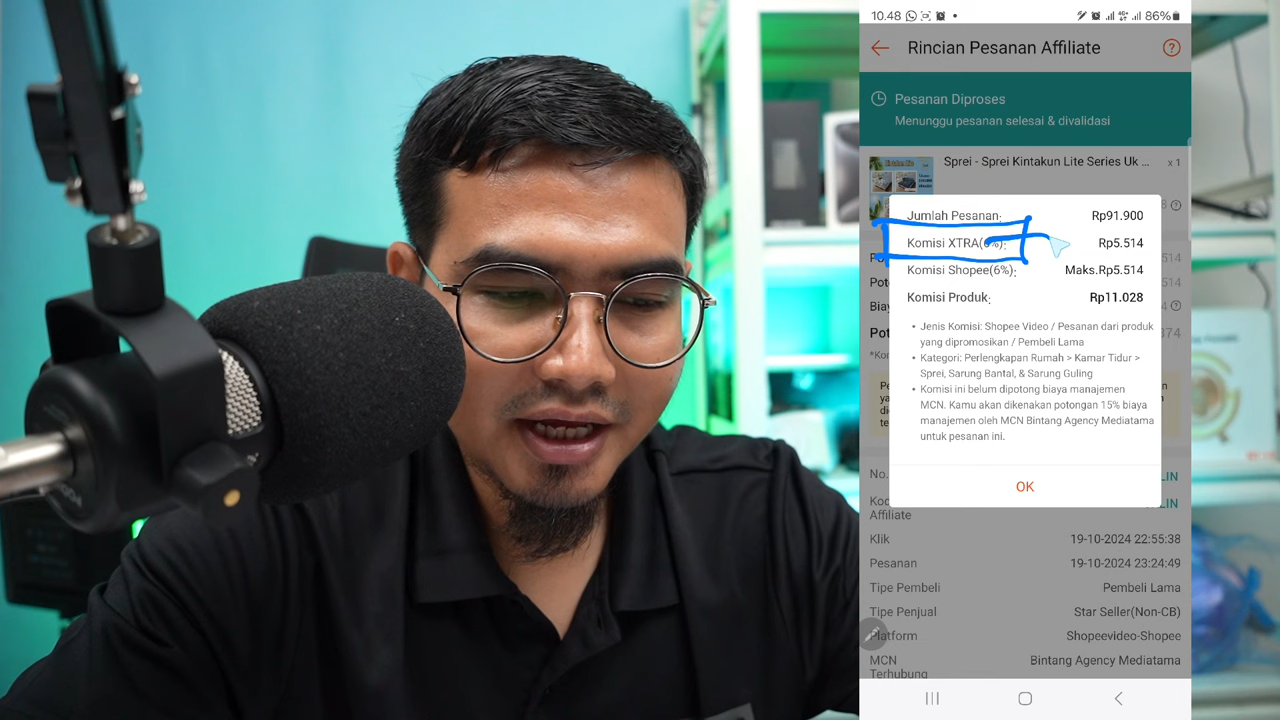 10.48
86%
Rincian Pesanan Affiliate
Pesanan Diproses
Menunggu pesanan selesai & divalidasi
Sprei - Sprei Kintakun Lite Series Uk ...
x 1
Jumlah Pesanan: Rp91.900
Komisi XTRA(6%): Rp5.514
Komisi Shopee(6%): Maks.Rp5.514
Komisi Produk: Rp11.028
• Jenis Komisi: Shopee Video / Pesanan dari produk
yang dipromosikan / Pembeli Lama
• Kategori: Perlengkapan Rumah > Kamar Tidur >
Sprei, Sarung Bantal, & Sarung Guling
• Komisi ini belum dipotong biaya manajemen
MCN. Kamu akan dikenakan potongan 15% biaya
manajemen oleh MCN Bintang Agency Mediatama
untuk pesanan ini.
OK
No.
Affiliate
Klik 19-10-2024 22:55:38
Pesanan 19-10-2024 23:24:49
Tipe Pembeli Pembeli Lama
Tipe Penjual Star Seller(Non-CB)
Platform Shopeevideo-Shopee
MCN Bintang Agency Mediatama
Terhubung